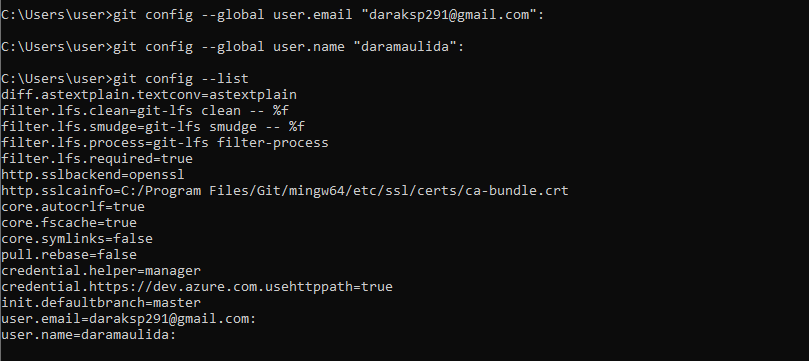 C:\Users\user>git config --global user.email "daraksp291@gmail.com":
C:\Users\user>git config --global user.name "daramaulida":
C:\Users\user>git config --list
diff.astextplain.textconv=astextplain
filter.lfs.clean=git-lfs clean -- %f
filter.lfs.smudge=git-lfs smudge -- %f
filter.lfs.process=git-lfs filter-process
filter.lfs.required=true
http.sslbackend=openssl
http.sslcainfo=C:/Program Files/Git/mingw64/etc/ssl/certs/ca-bundle.crt
core.autocrlf=true
core.fscache=true
core.symlinks=false
pull.rebase=false
credential.helper=manager
credential.https://dev.azure.com.usehttppath=true
init.defaultbranch=master
user.email=daraksp291@gmail.com:
user.name=daramaulida: